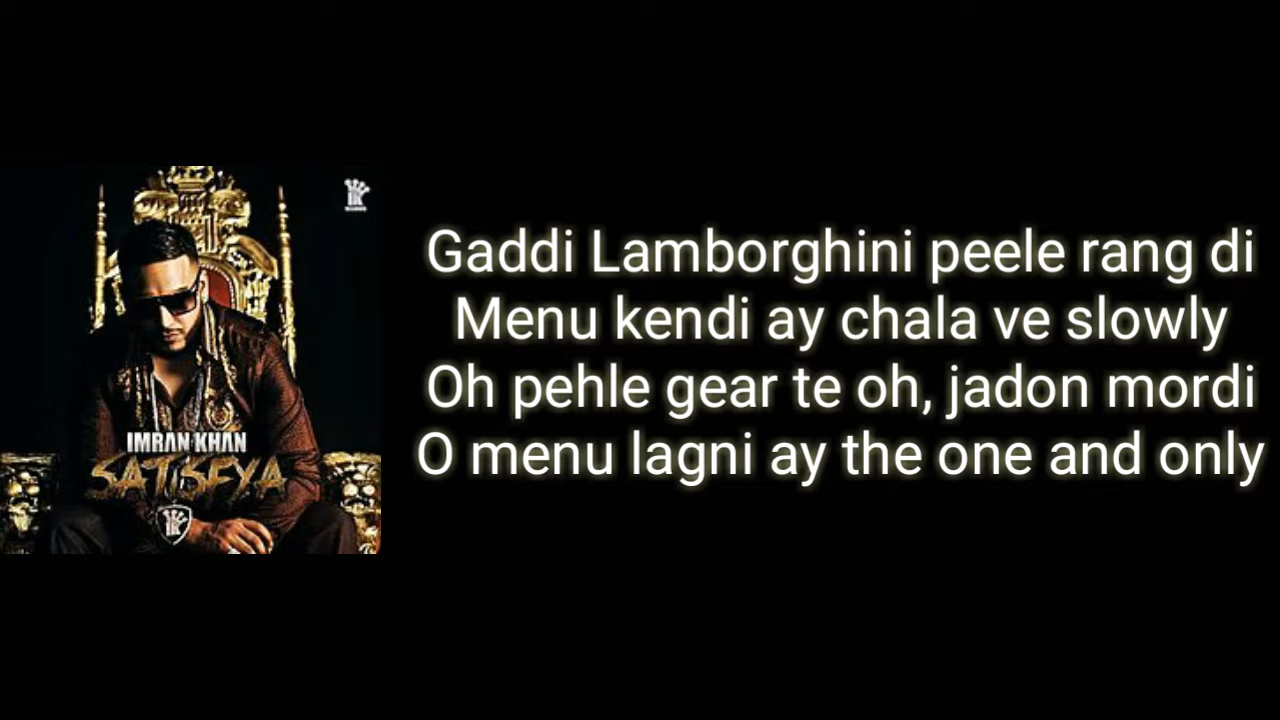 IMRAN KHAN
SATISFYA
Gaddi Lamborghini peele rang di
Menu kendi ay chala ve slowly
Oh pehle gear te oh, jadon mordi
O menu lagni ay the one and only